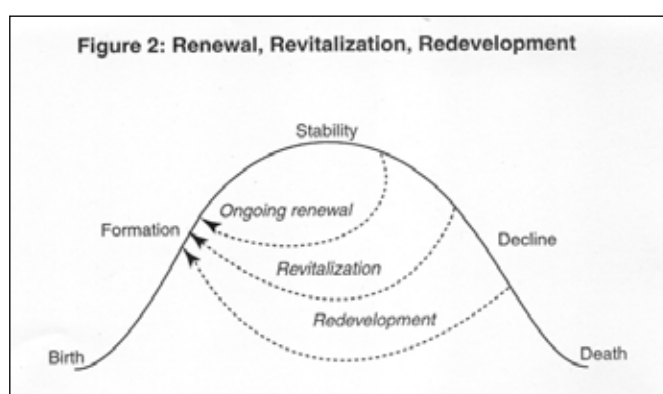 Figure 2: Renewal, Revitalization, Redevelopment
Stability
Ongoing renewal
Formation
Decline
Revitalization
Redevelopment
Birth
Death